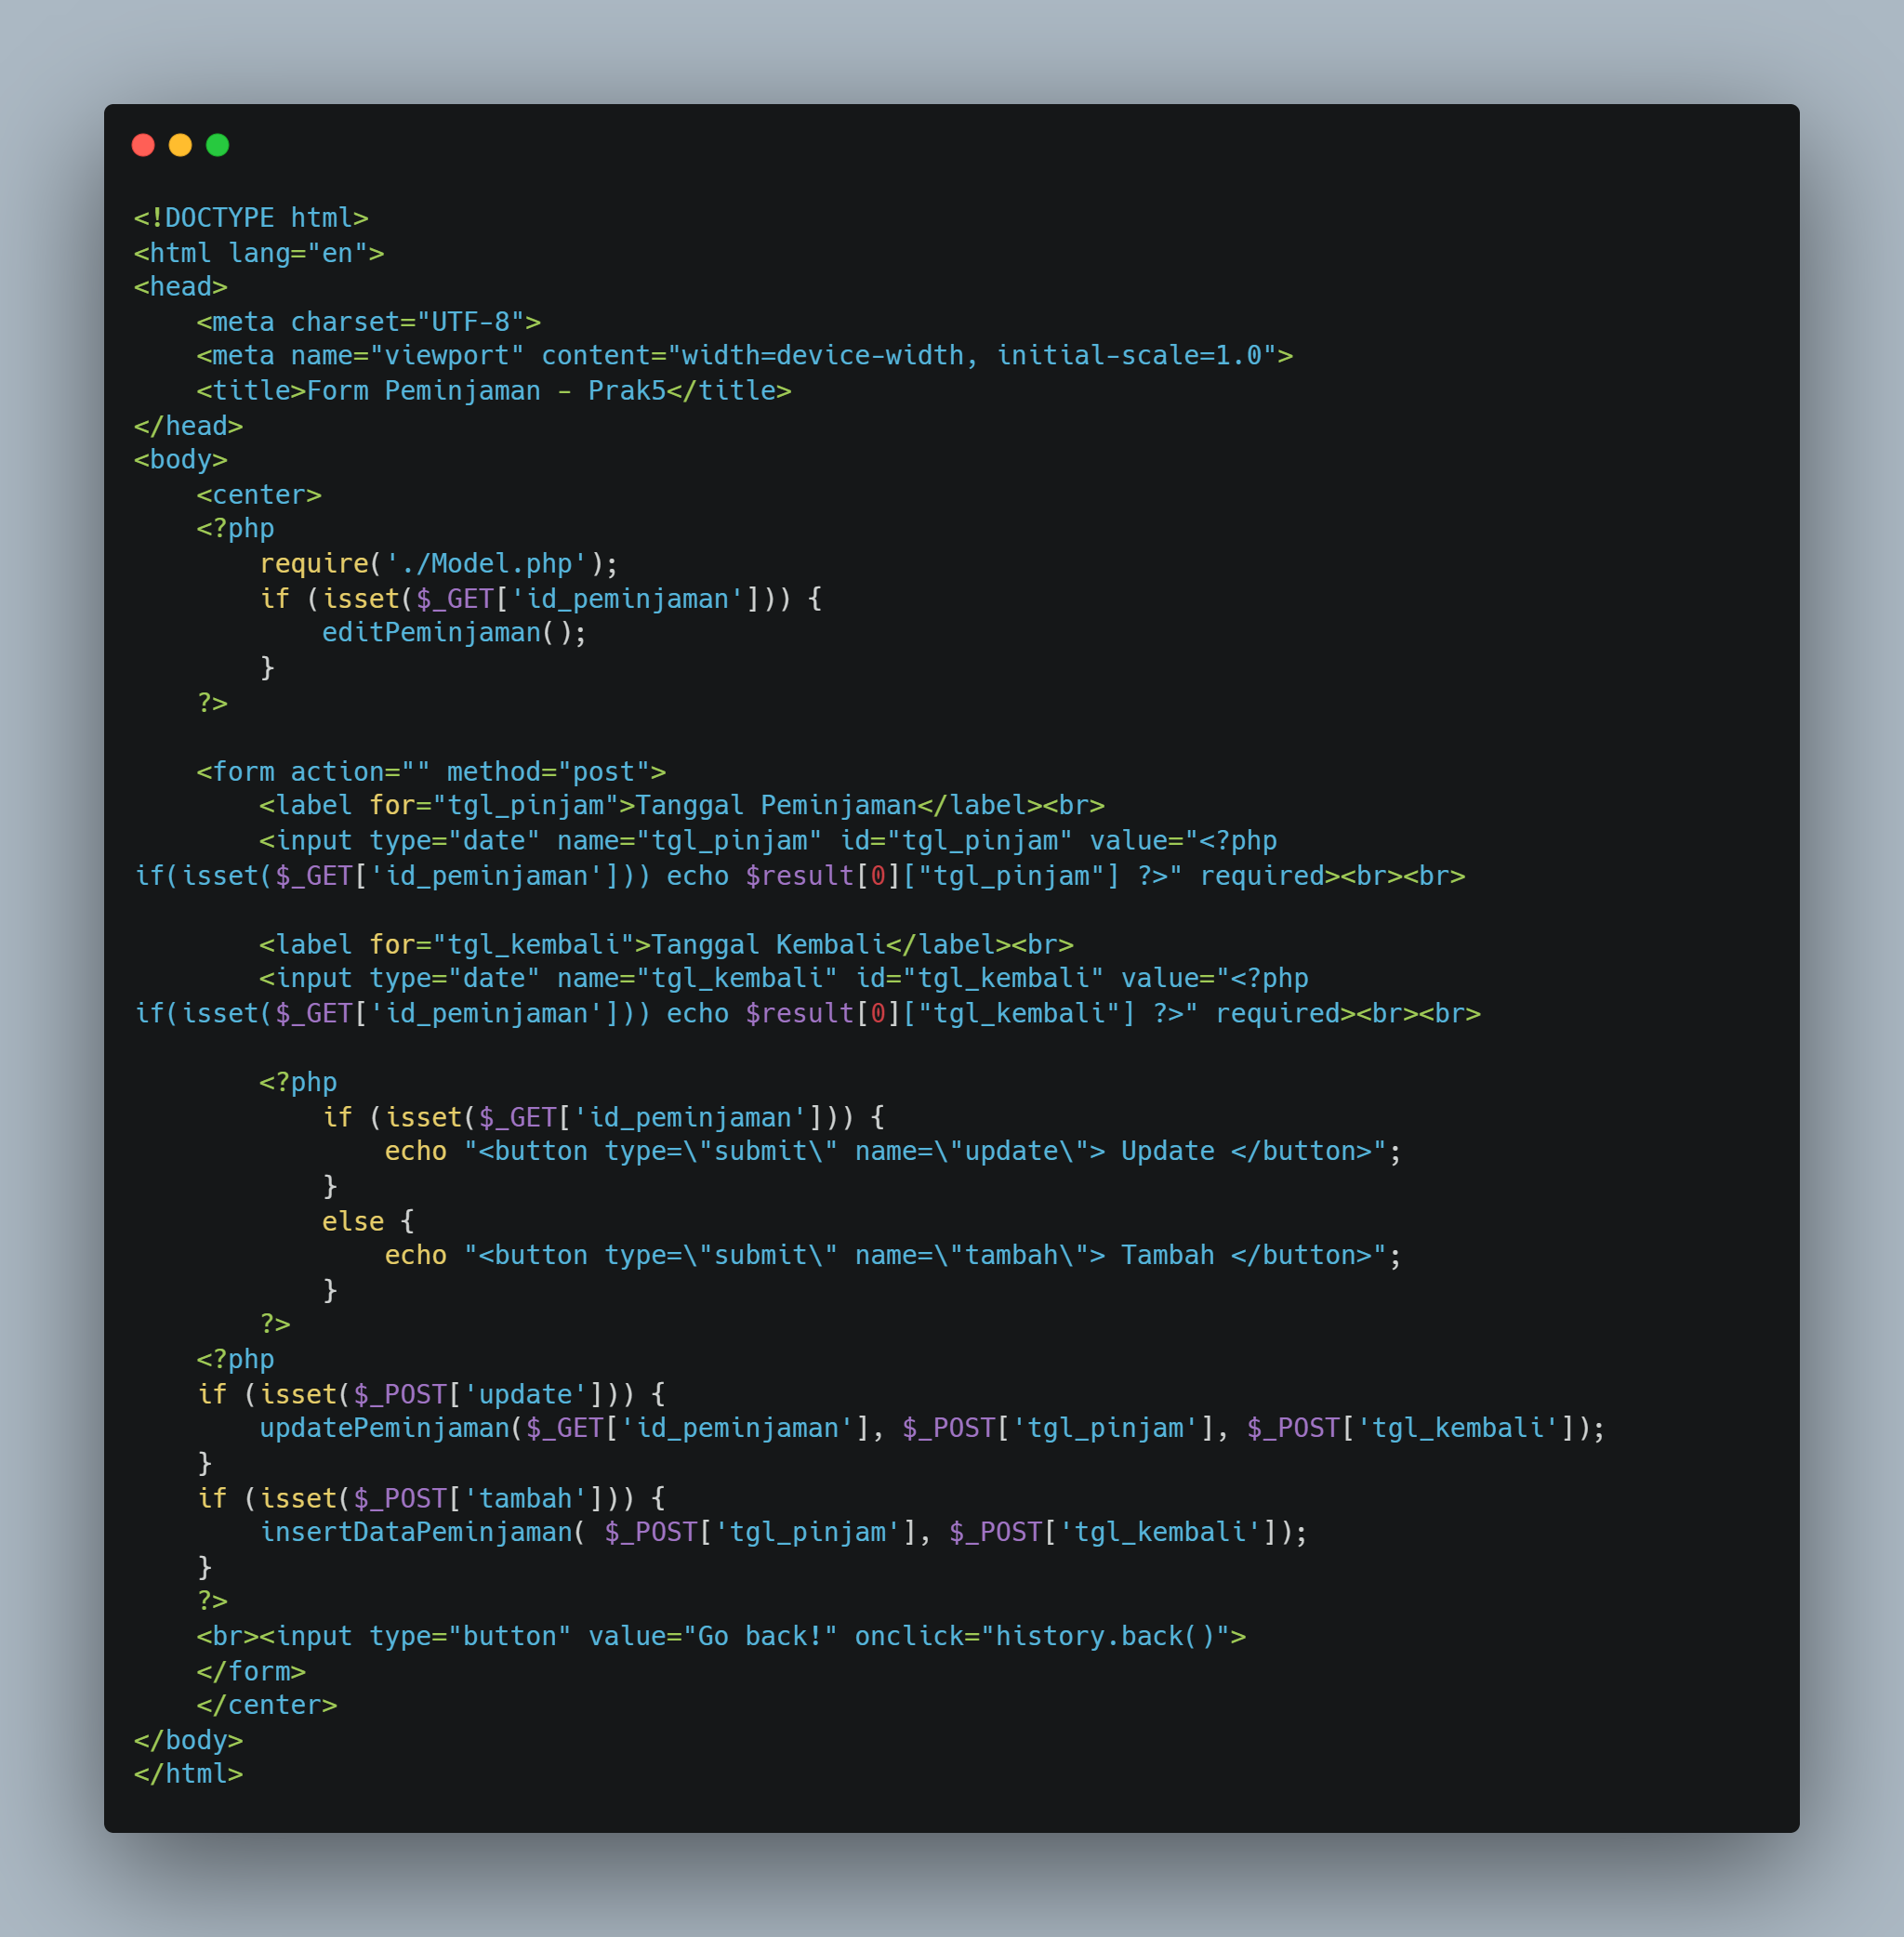 <!DOCTYPE html>
<html lang="en">
<head>
    <meta charset="UTF-8">
    <meta name="viewport" content="width=device-width, initial-scale=1.0">
    <title>Form Peminjaman - Prak5</title>
</head>
<body>
    <center>
    <?php
        require('./Model.php');
        if (isset($_GET['id_peminjaman'])) {
            editPeminjaman();
        }
    ?>

    <form action="" method="post">
        <label for="tgl_pinjam">Tanggal Peminjaman</label><br>
        <input type="date" name="tgl_pinjam" id="tgl_pinjam" value="<?php
if(isset($_GET['id_peminjaman'])) echo $result[0]["tgl_pinjam"] ?>" required><br><br>

        <label for="tgl_kembali">Tanggal Kembali</label><br>
        <input type="date" name="tgl_kembali" id="tgl_kembali" value="<?php
if(isset($_GET['id_peminjaman'])) echo $result[0]["tgl_kembali"] ?>" required><br><br>

        <?php
            if (isset($_GET['id_peminjaman'])) {
                echo "<button type=\"submit\" name=\"update\"> Update </button>";
            }
            else {
                echo "<button type=\"submit\" name=\"tambah\"> Tambah </button>";
            }
        ?>
    <?php
    if (isset($_POST['update'])) {
        updatePeminjaman($_GET['id_peminjaman'], $_POST['tgl_pinjam'], $_POST['tgl_kembali']);
    }
    if (isset($_POST['tambah'])) {
        insertDataPeminjaman( $_POST['tgl_pinjam'], $_POST['tgl_kembali']);
    }
    ?>
    <br><input type="button" value="Go back!" onclick="history.back()">
    </form>
    </center>
</body>
</html>